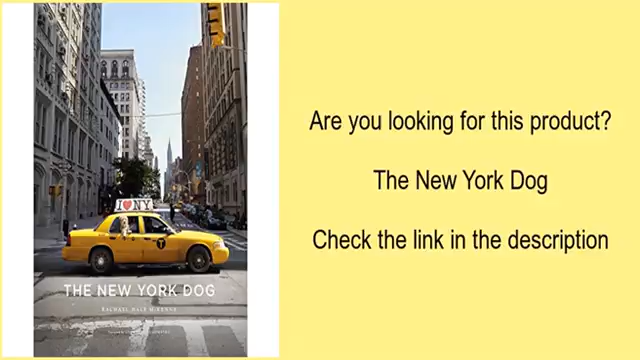 I ❤ NY
T
THE NEW YORK DOG
RACHAEL HALE MCKENNA
Are you looking for this product?
The New York Dog
Check the link in the description